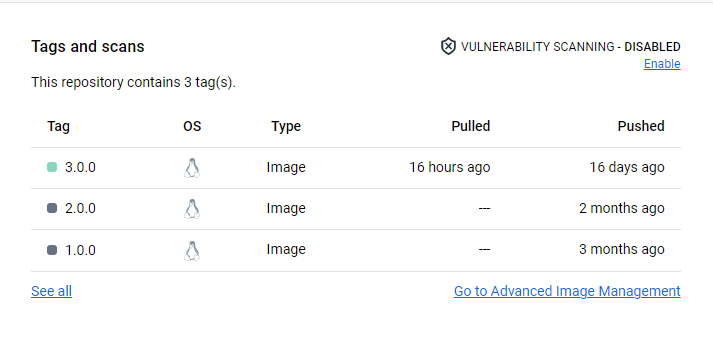 Tags and scans
VULNERABILITY SCANNING - DISABLED
Enable
This repository contains 3 tag(s).
Tag OS Type Pulled Pushed
3.0.0 Image 16 hours ago 16 days ago
2.0.0 Image --- 2 months ago
1.0.0 Image --- 3 months ago
See all Go to Advanced Image Management